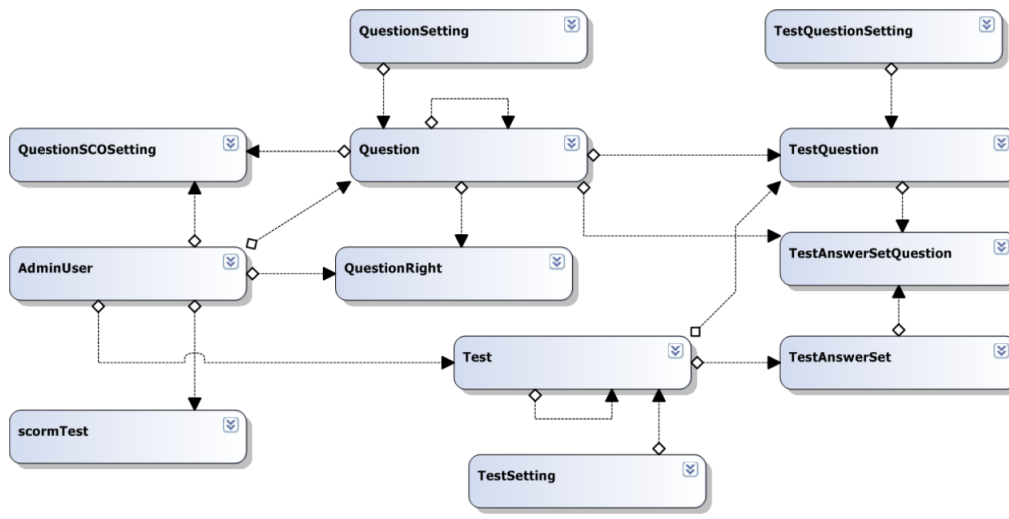 QuestionSetting
TestQuestionSetting
QuestionSCOSetting
Question
TestQuestion
AdminUser
QuestionRight
TestAnswerSetQuestion
Test
TestAnswerSet
scormTest
TestSetting